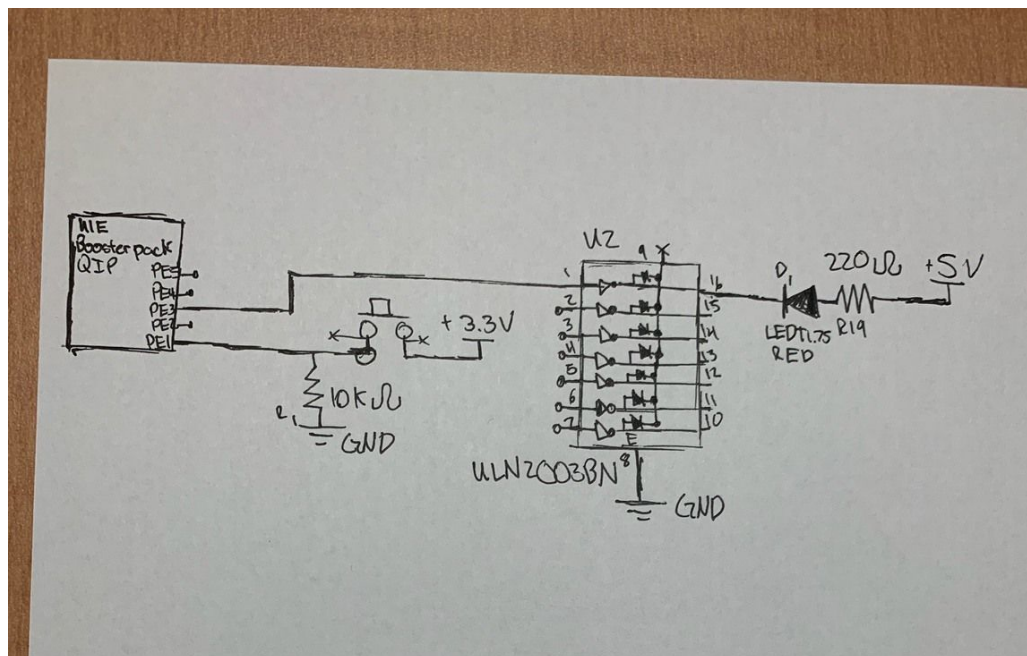 U1E
Booster pack
QIP
PE5
PE4
PE3
PE2
PE1
+3.3V
10KΩ
R1
GND
U2
9
1
2
3
4
5
6
7
16
15
14
13
12
11
10
E
8
ULN2003BN
GND
D1
LEDT1.75
RED
220Ω
R19
+5V